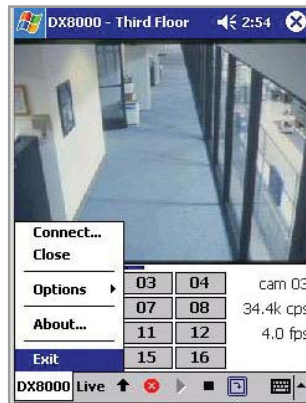 DX8000 - Third Floor 2:54
Connect...
Close
Options
About...
Exit
03 04 cam 03
07 08 34.4k cps
11 12 4.0 fps
15 16
DX8000 Live